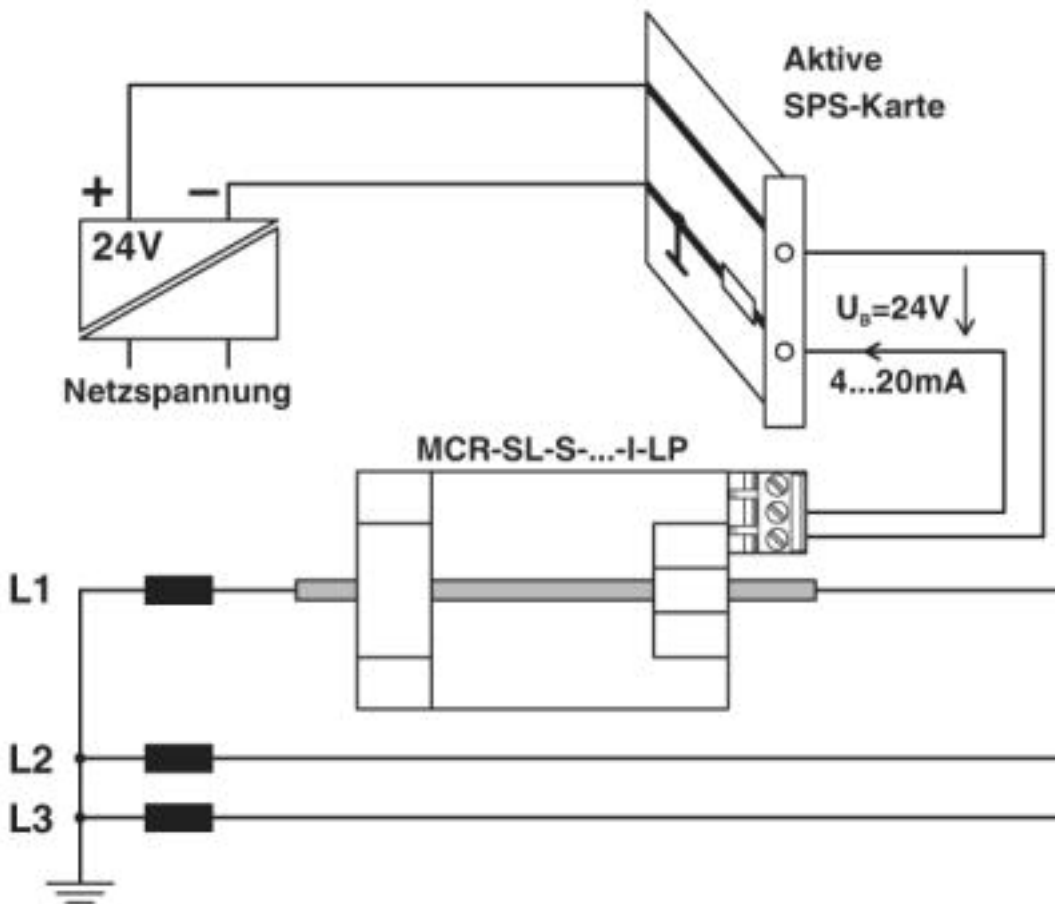 Aktive
SPS-Karte
+ −
24V
Netzspannung
U_B=24V
4...20mA
MCR-SL-S-...-I-LP
L1
L2
L3